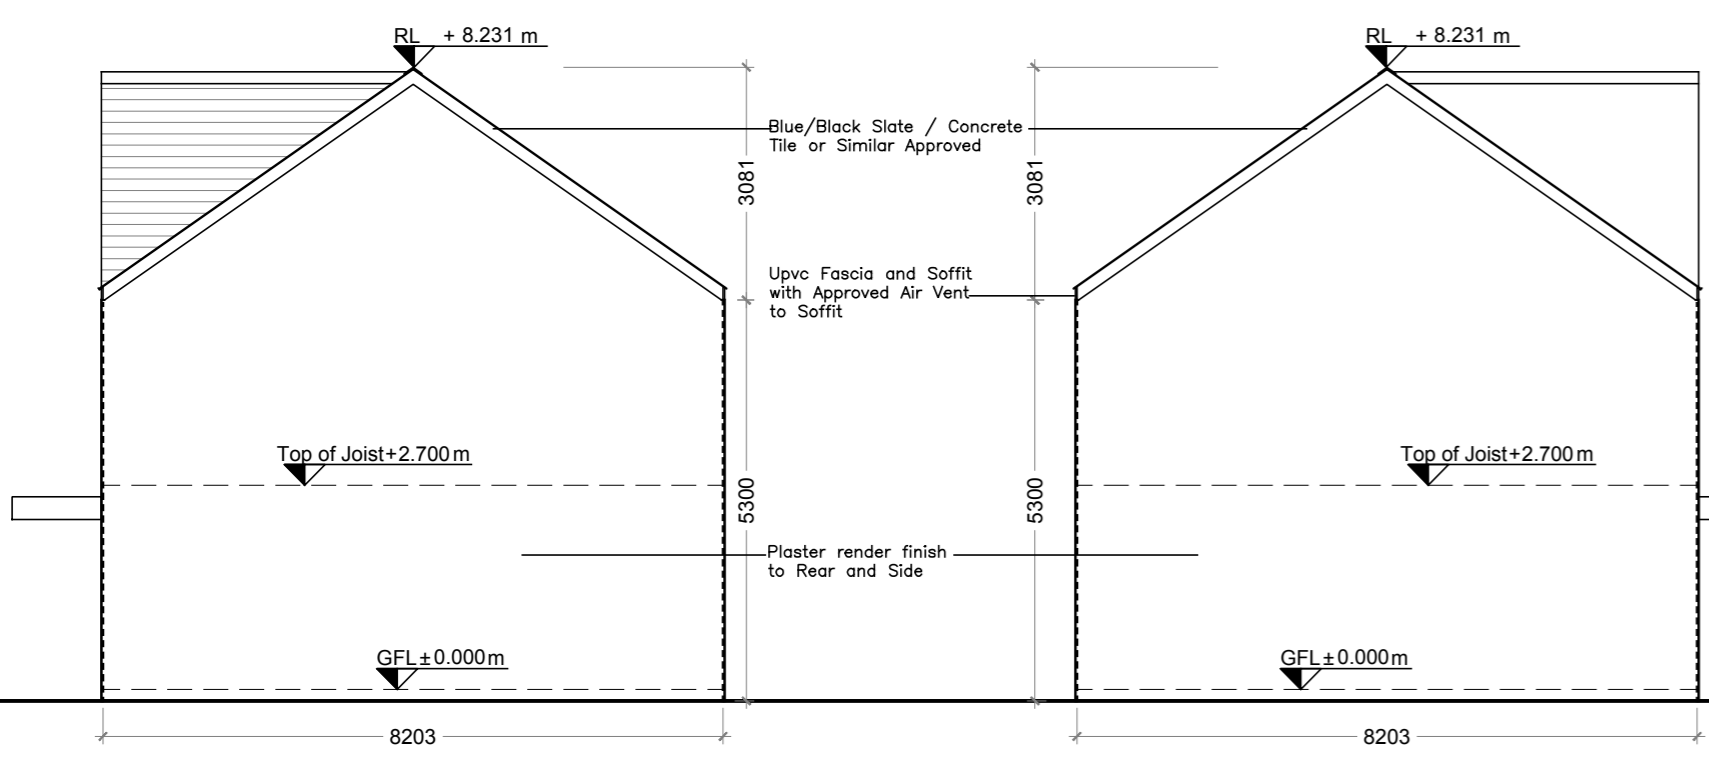 RL + 8.231 m
RL + 8.231 m
Blue/Black Slate / Concrete
Tile or Similar Approved
3081
3081
Upvc Fascia and Soffit
with Approved Air Vent
to Soffit
Top of Joist+2.700m
Top of Joist+2.700m
5300
5300
Plaster render finish
to Rear and Side
GFL±0.000m
GFL±0.000m
8203
8203